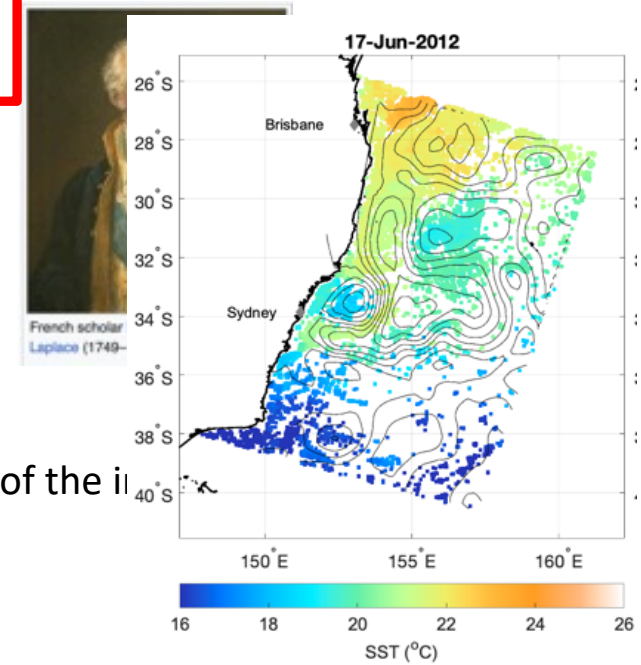 17-Jun-2012
26°S
Brisbane
28°S
30°S
32°S
Sydney
34°S
French scholar
Laplace (1749–
36°S
38°S
of the i
40°S
150°E
155°E
160°E
16
18
20
22
24
26
SST (°C)